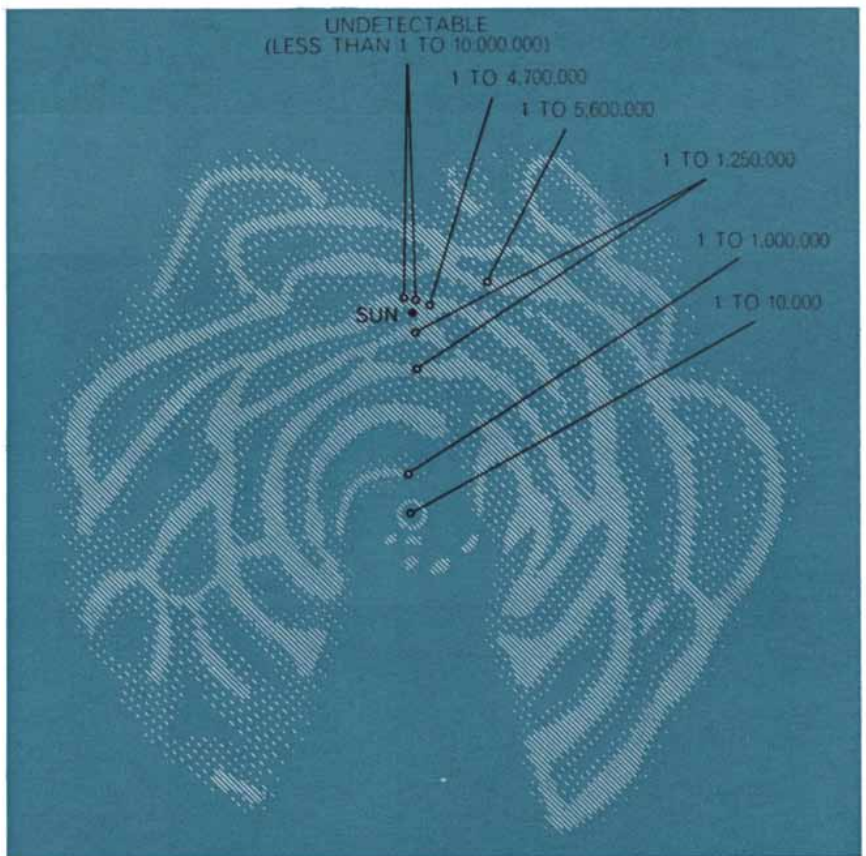 UNDETECTABLE
(LESS THAN 1 TO 10.000.000)
1 TO 4,700.000
1 TO 5,600.000
1 TO 1.250.000
1 TO 1.000.000
1 TO 10.000
SUN